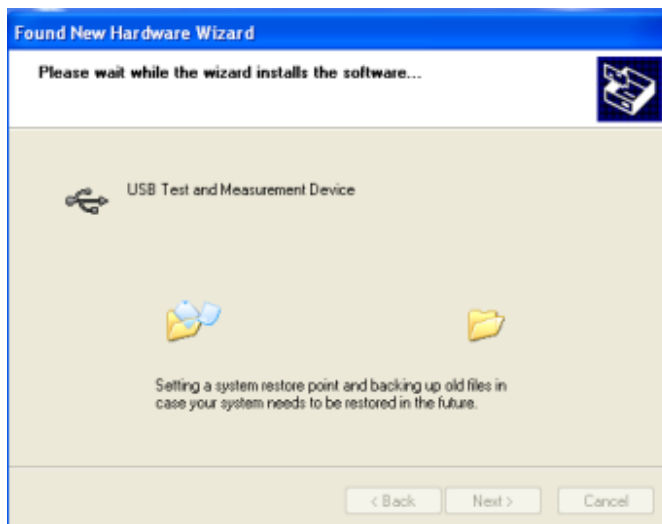 Found New Hardware Wizard
Please wait while the wizard installs the software...
USB Test and Measurement Device
Setting a system restore point and backing up old files in
case your system needs to be restored in the future.
< Back
Next >
Cancel